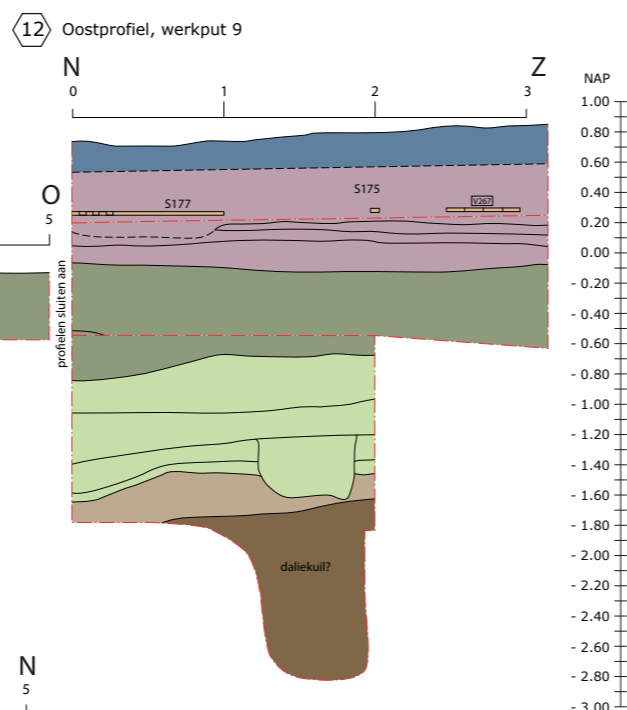 12 Oostprofiel, werkput 9
N Z
0 1 2 3
NAP
1.00
0.80
0.60
0.40
0.20
0.00
- 0.20
- 0.40
- 0.60
- 0.80
- 1.00
- 1.20
- 1.40
- 1.60
- 1.80
- 2.00
- 2.20
- 2.40
- 2.60
- 2.80
- 3.00
O
5
S177
S175
V267
profielen sluiten aan
daliekuil?
N
5